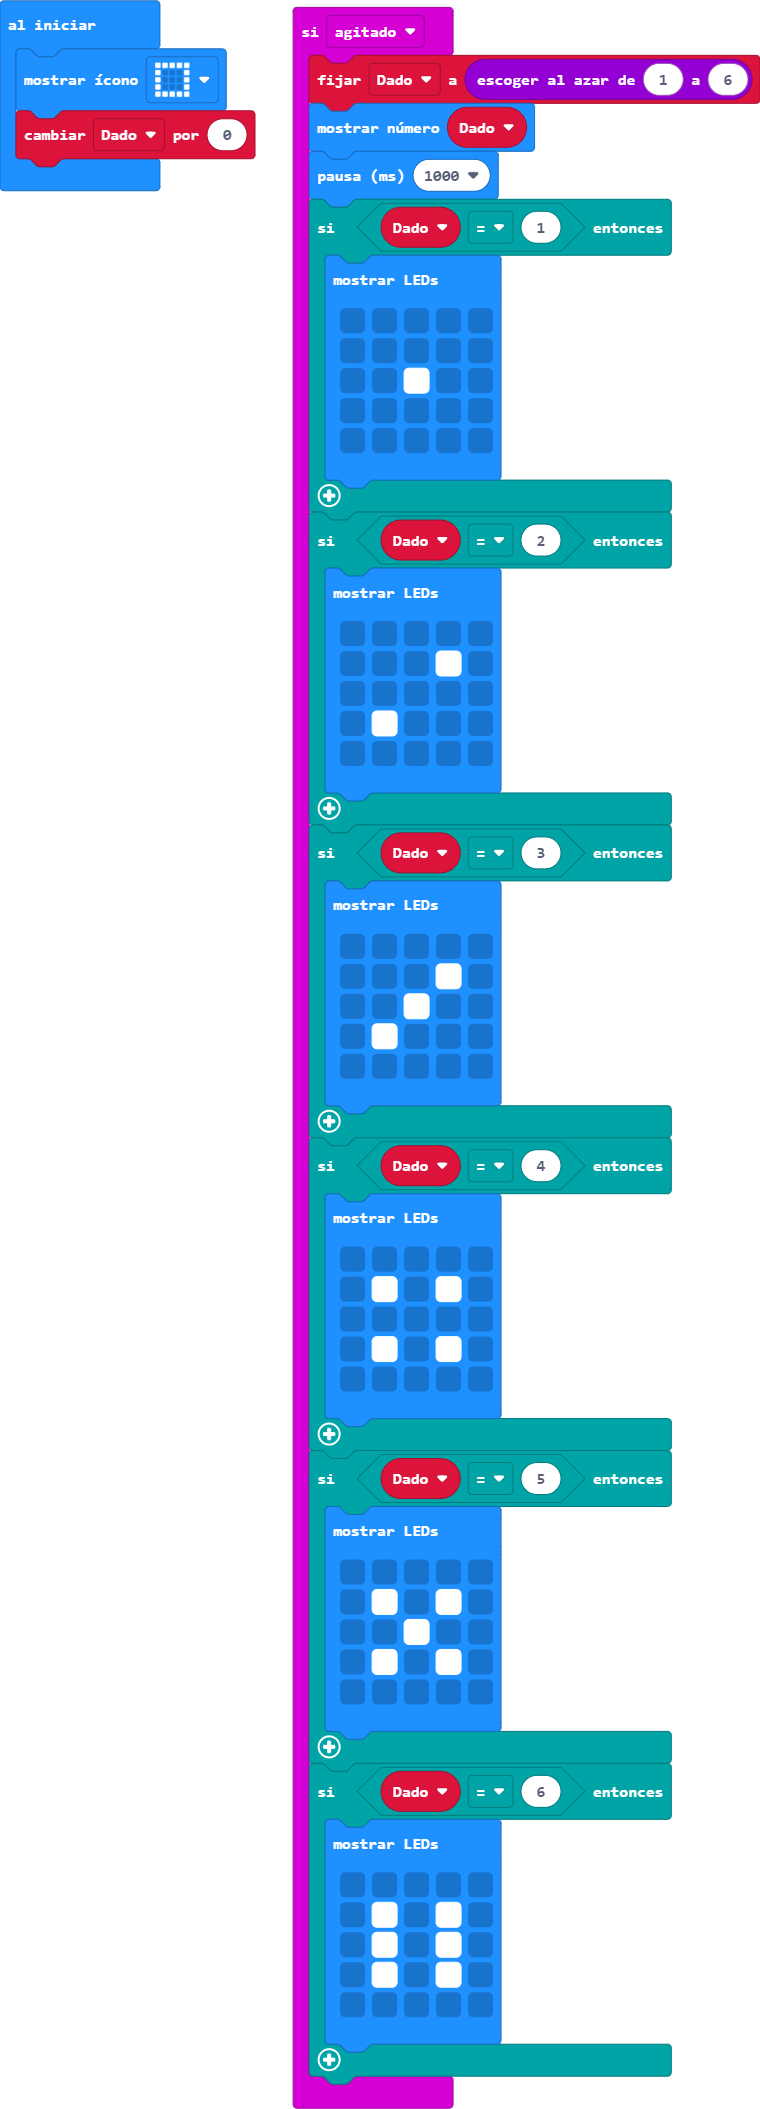 al iniciar
mostrar ícono
cambiar Dado por 0
si agitado
fijar Dado a escoger al azar de 1 a 6
mostrar número Dado
pausa (ms) 1000
si Dado = 1 entonces
mostrar LEDs
si Dado = 2 entonces
mostrar LEDs
si Dado = 3 entonces
mostrar LEDs
si Dado = 4 entonces
mostrar LEDs
si Dado = 5 entonces
mostrar LEDs
si Dado = 6 entonces
mostrar LEDs